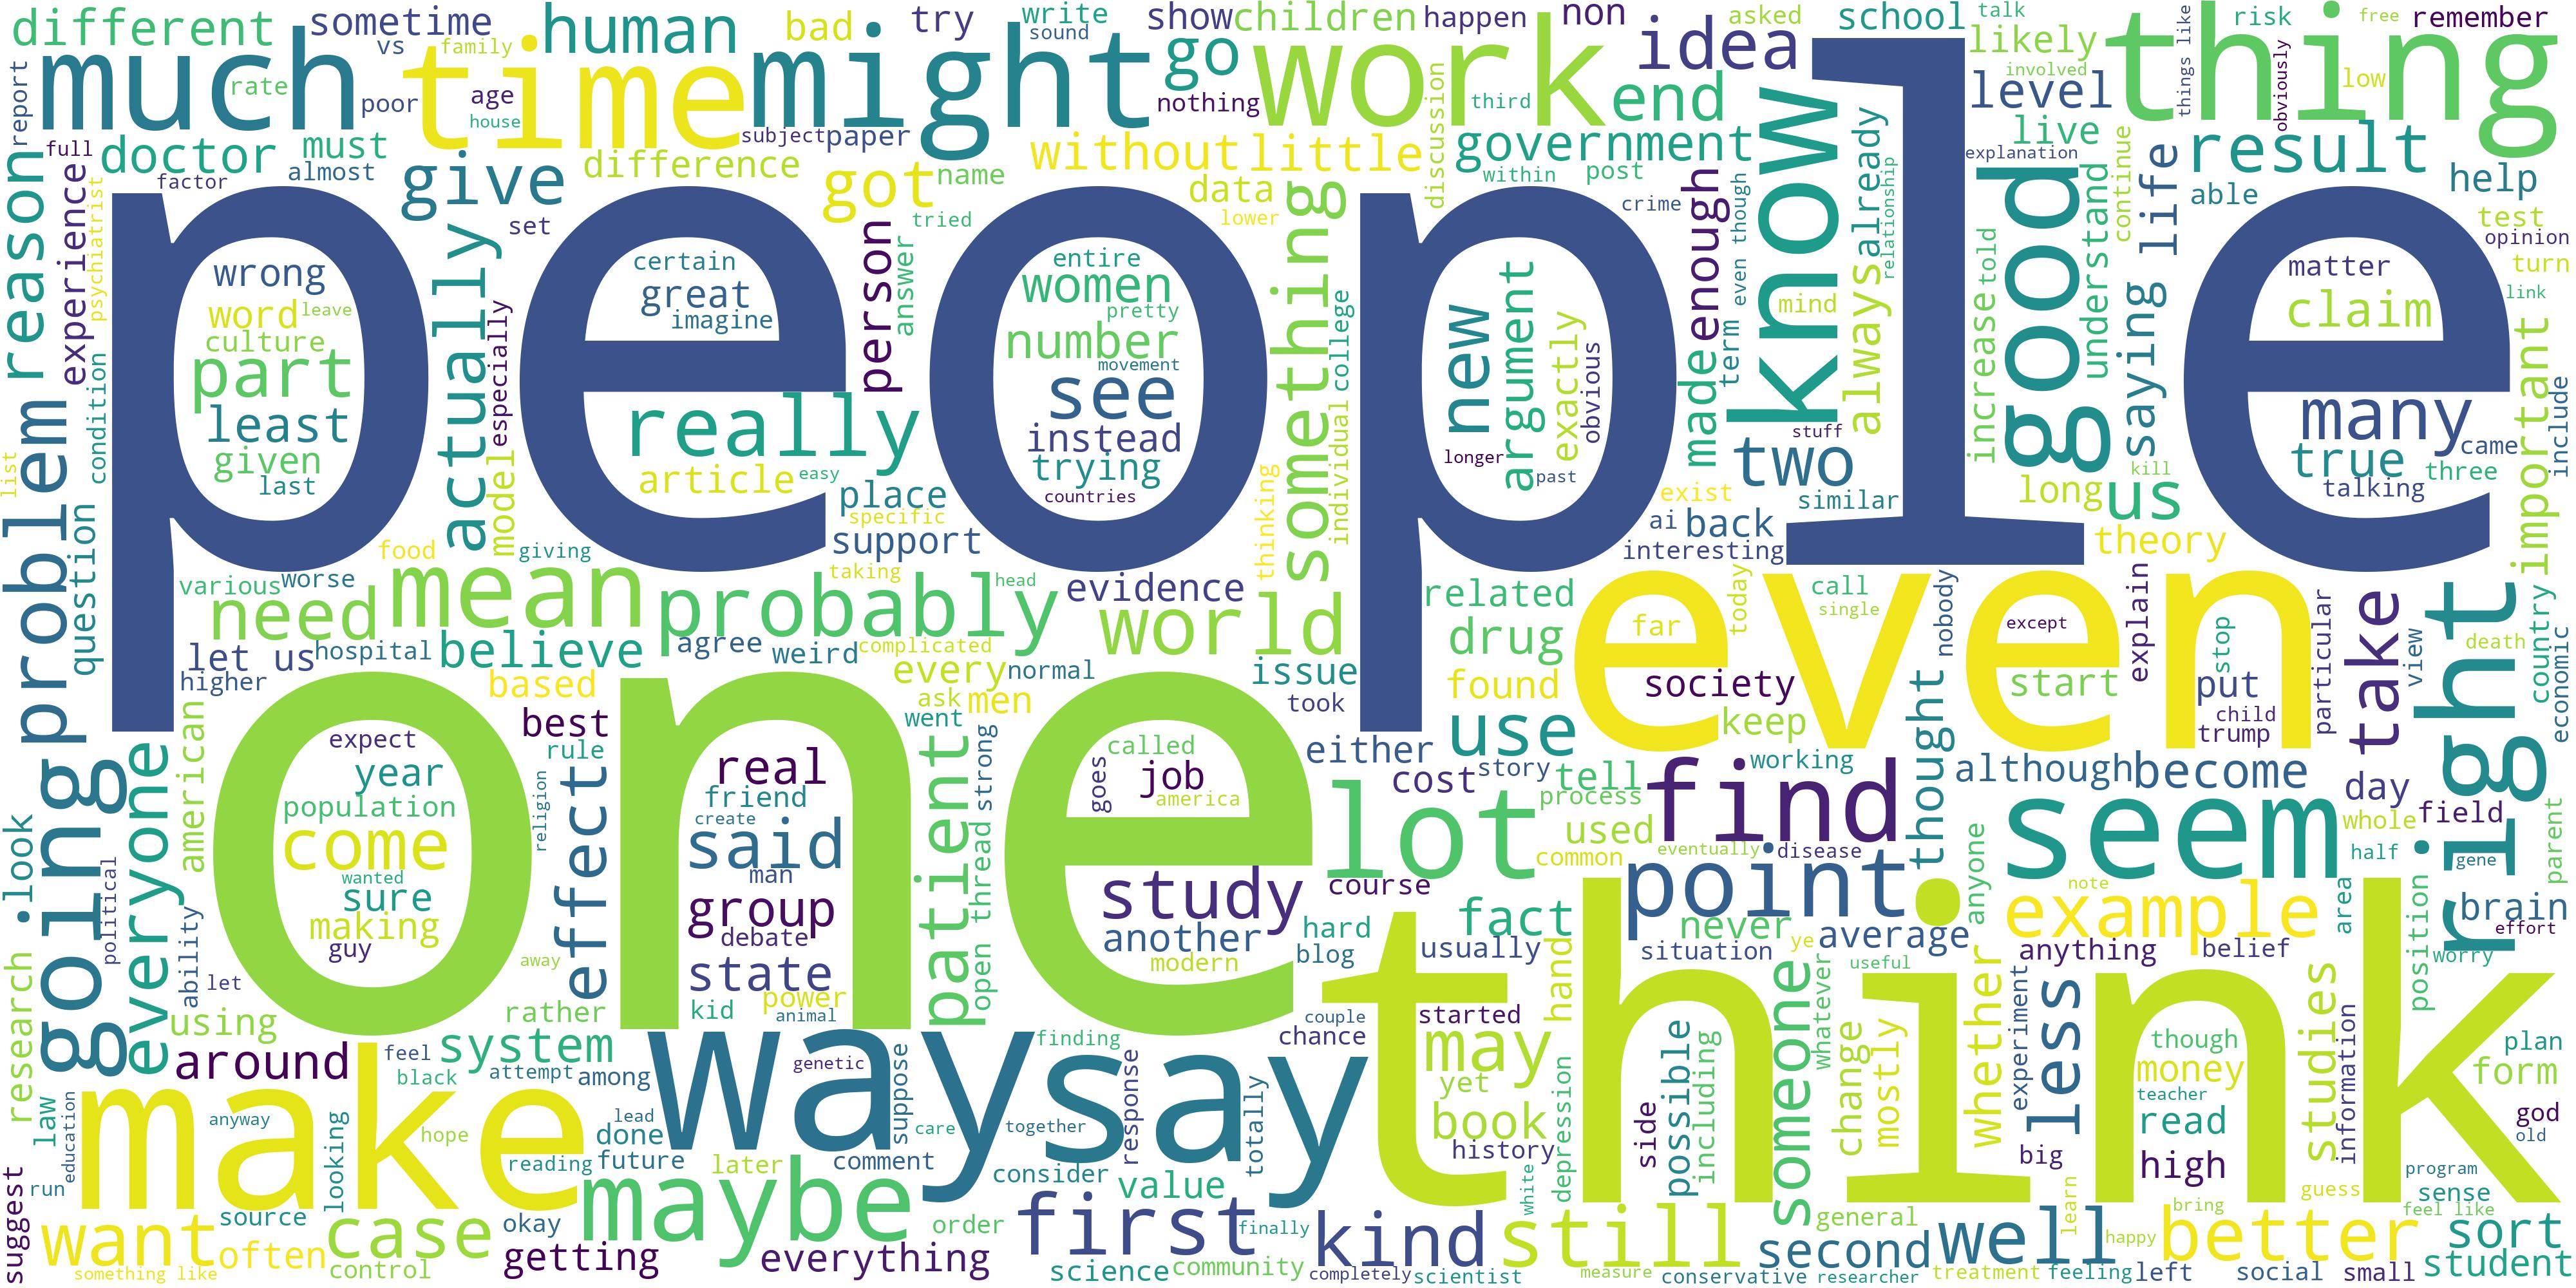 people
one
think
even
make
way
say
thing
work
time
might
much
know
good
right
seem
find
lot
point
going
problem
maybe
first
kind
still
well
better
want
case
mean
probably
need
world
really
something
see
many
use
take
may
study
example
someone
less
different
sometime
human
bad
try
write
sound
show
children
happen
non
asked
school
talk
risk
free
remember
vs
family
go
idea
likely
things like
involved
obviously
low
report
rate
poor
age
house
nothing
third
discussion
end
level
live
explanation
full
doctor
must
subject
paper
without
little
government
within
post
already
relationship
continue
result
factor
almost
give
difference
got
name
data
lower
tried
crime
enough
even though
help
able
test
opinion
turn
link
reason
experience
psychiatrist
set
person
answer
actually
especially
model
wrong
word
leave
culture
part
least
given
last
certain
great
imagine
article
easy
entire
women
pretty
number
movement
instead
trying
countries
individual
college
new
argument
exactly
obvious
longer
past
made
term
mind
stuff
always
two
similar
increase
told
understand
saying
life
long
us
kill
matter
claim
true
came
three
talking
important
include
list
condition
question
place
specific
support
food
giving
thinking
exist
ai
back
interesting
theory
various
worse
taking
head
evidence
related
call
single
today
nobody
far
drug
except
explain
particular
view
death
country
economic
let us
hospital
believe
agree
weird
complicated
every
normal
issue
higher
based
ask
men
took
found
society
start
put
stop
child
trump
best
went
keep
thought
american
everyone
rule
effect
expect
year
population
come
wanted
sure
making
guy
religion
real
friend
create
said
man
group
debate
state
kid
power
animal
strong
open thread
patient
called
goes
job
america
another
modern
either
cost
story
tell
process
used
working
common
eventually
disease
although
become
day
whole
field
half
gene
parent
look
political
ability
let
away
course
hard
fact
blog
usually
never
situation
ye
average
anyone
note
area
brain
effort
position
worry
anything
belief
useful
research
using
around
feel
black
system
attempt
among
rather
finding
couple
chance
started
hand
whatever
whether
experiment
though
money
teacher
read
high
big
studies
information
plan
form
god
old
law
education
anyway
looking
hope
reading
lead
done
future
later
genetic
suppose
comment
care
together
response
consider
value
totally
yet
book
history
depression
side
possible
including
change
mostly
program
sense
feel like
suggest
run
source
often
control
something like
okay
getting
everything
order
finally
science
community
white
completely
scientist
measure
general
second
conservative
researcher
learn
treatment
feeling
happy
bring
left
guess
social
small
sort
student